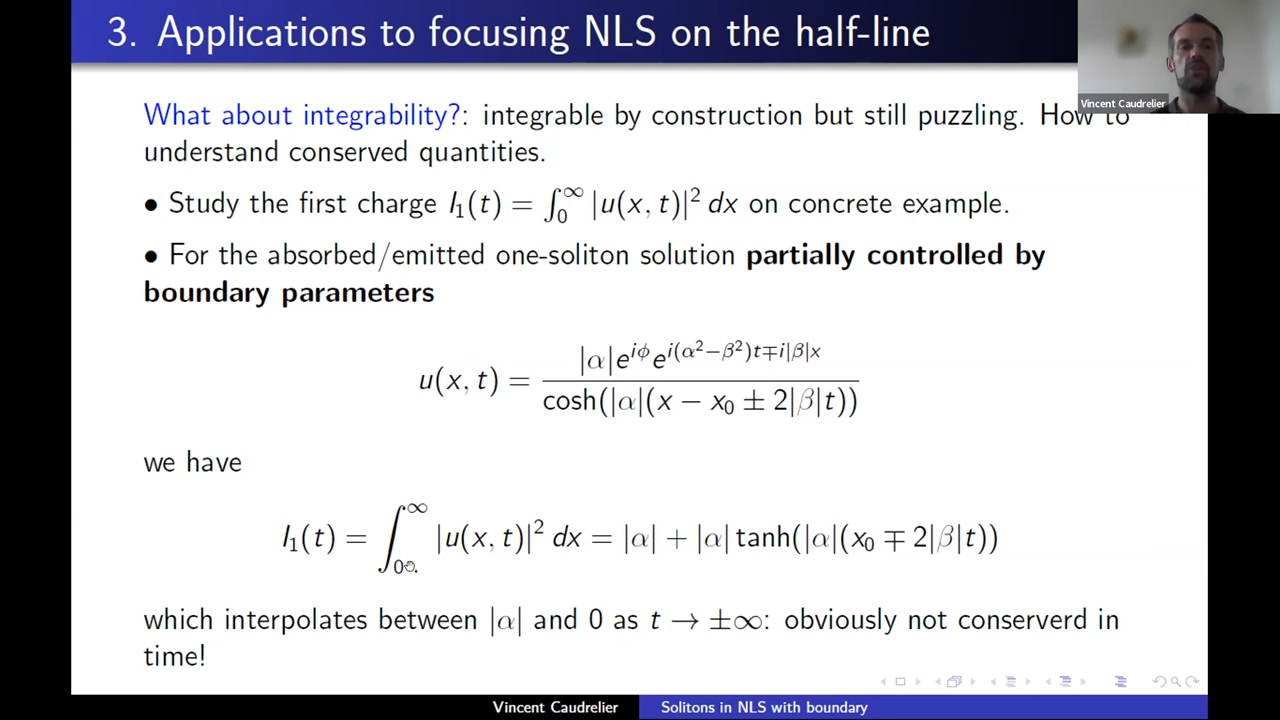 3. Applications to focusing NLS on the half-line
Vincent Caudrelier
What about integrability?: integrable by construction but still puzzling. How to
understand conserved quantities.
• Study the first charge I₁(t) = ∫₀^∞ |u(x, t)|² dx on concrete example.
• For the absorbed/emitted one-soliton solution partially controlled by
boundary parameters
u(x, t) = |α|e^{iϕ}e^{i(α²−β²)t∓i|β|x} / cosh(|α|(x − x₀ ± 2|β|t))
we have
I₁(t) = ∫₀^∞ |u(x, t)|² dx = |α| + |α| tanh(|α|(x₀ ∓ 2|β|t))
which interpolates between |α| and 0 as t → ±∞: obviously not conserverd in
time!
Vincent Caudrelier Solitons in NLS with boundary